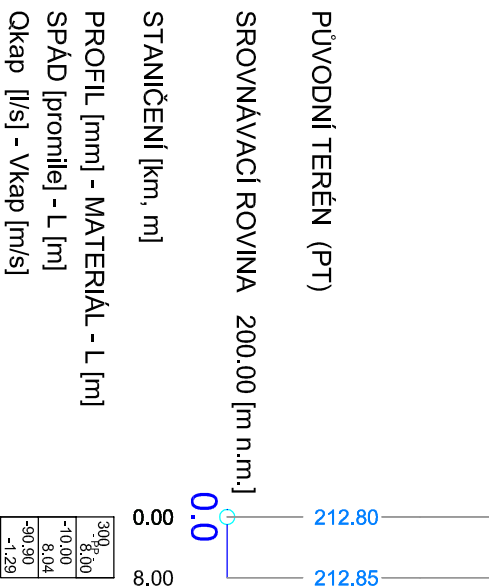 PŮVODNÍ TERÉN (PT)
212.80
212.85
SROVNÁVACÍ ROVINA 200.00 [m n.m.]
0.0
STANIČENÍ [km, m]
0.00
8.00
PROFIL [mm] - MATERIÁL - L [m]
300
- PP -
8.00
SPÁD [promile] - L [m]
-10.00
8.04
Qkap [l/s] - Vkap [m/s]
-90.90
-1.29